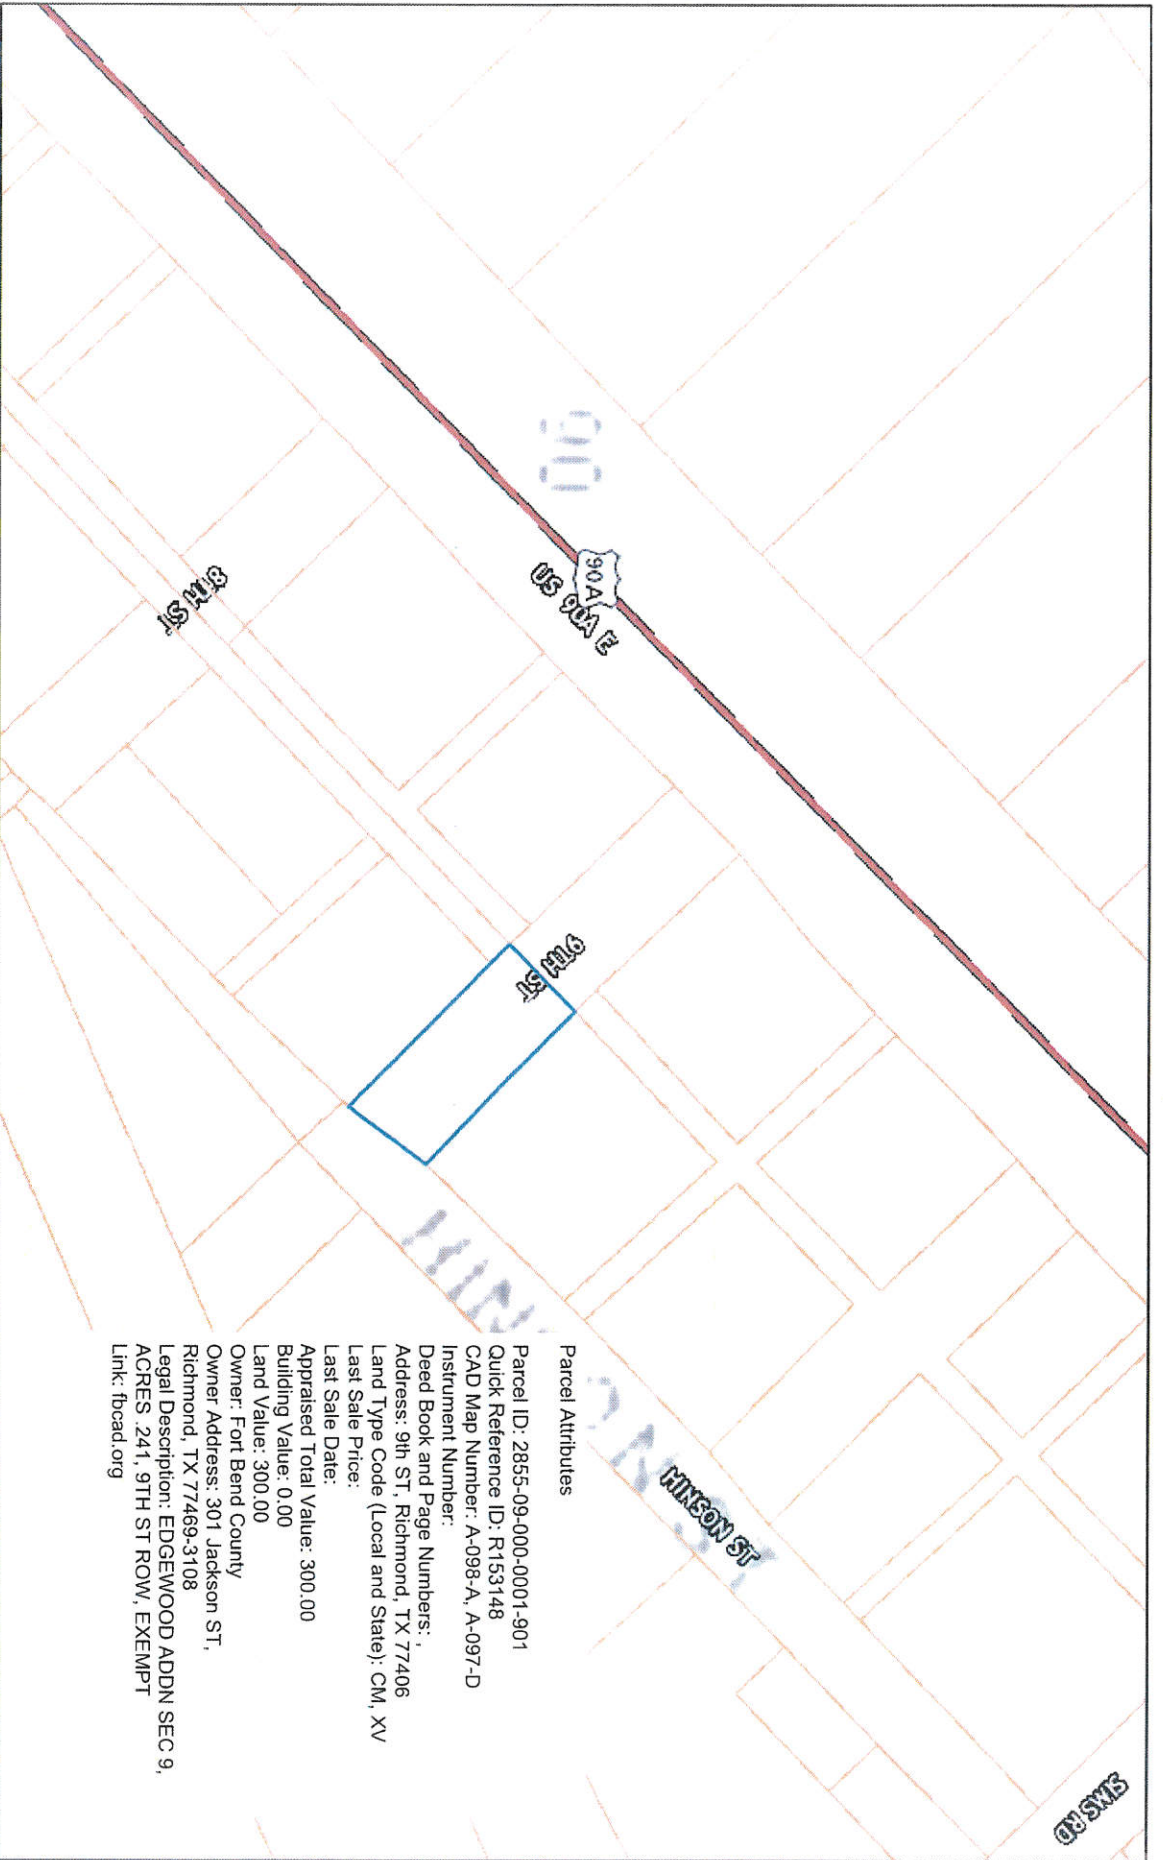 90
90A
US 90A E
8TH ST
9TH ST
HINSON ST
HINSON ST
SIMS RD
Parcel Attributes
Parcel ID: 2855-09-000-0001-901
Quick Reference ID: R153148
CAD Map Number: A-098-A, A-097-D
Instrument Number:
Deed Book and Page Numbers: ,
Address: 9th ST, Richmond, TX 77406
Land Type Code (Local and State): CM, XV
Last Sale Price:
Last Sale Date:
Appraised Total Value: 300.00
Building Value: 0.00
Land Value: 300.00
Owner: Fort Bend County
Owner Address: 301 Jackson ST,
Richmond, TX 77469-3108
Legal Description: EDGEWOOD ADDN SEC 9,
ACRES .241, 9TH ST ROW, EXEMPT
Link: fbcad.org